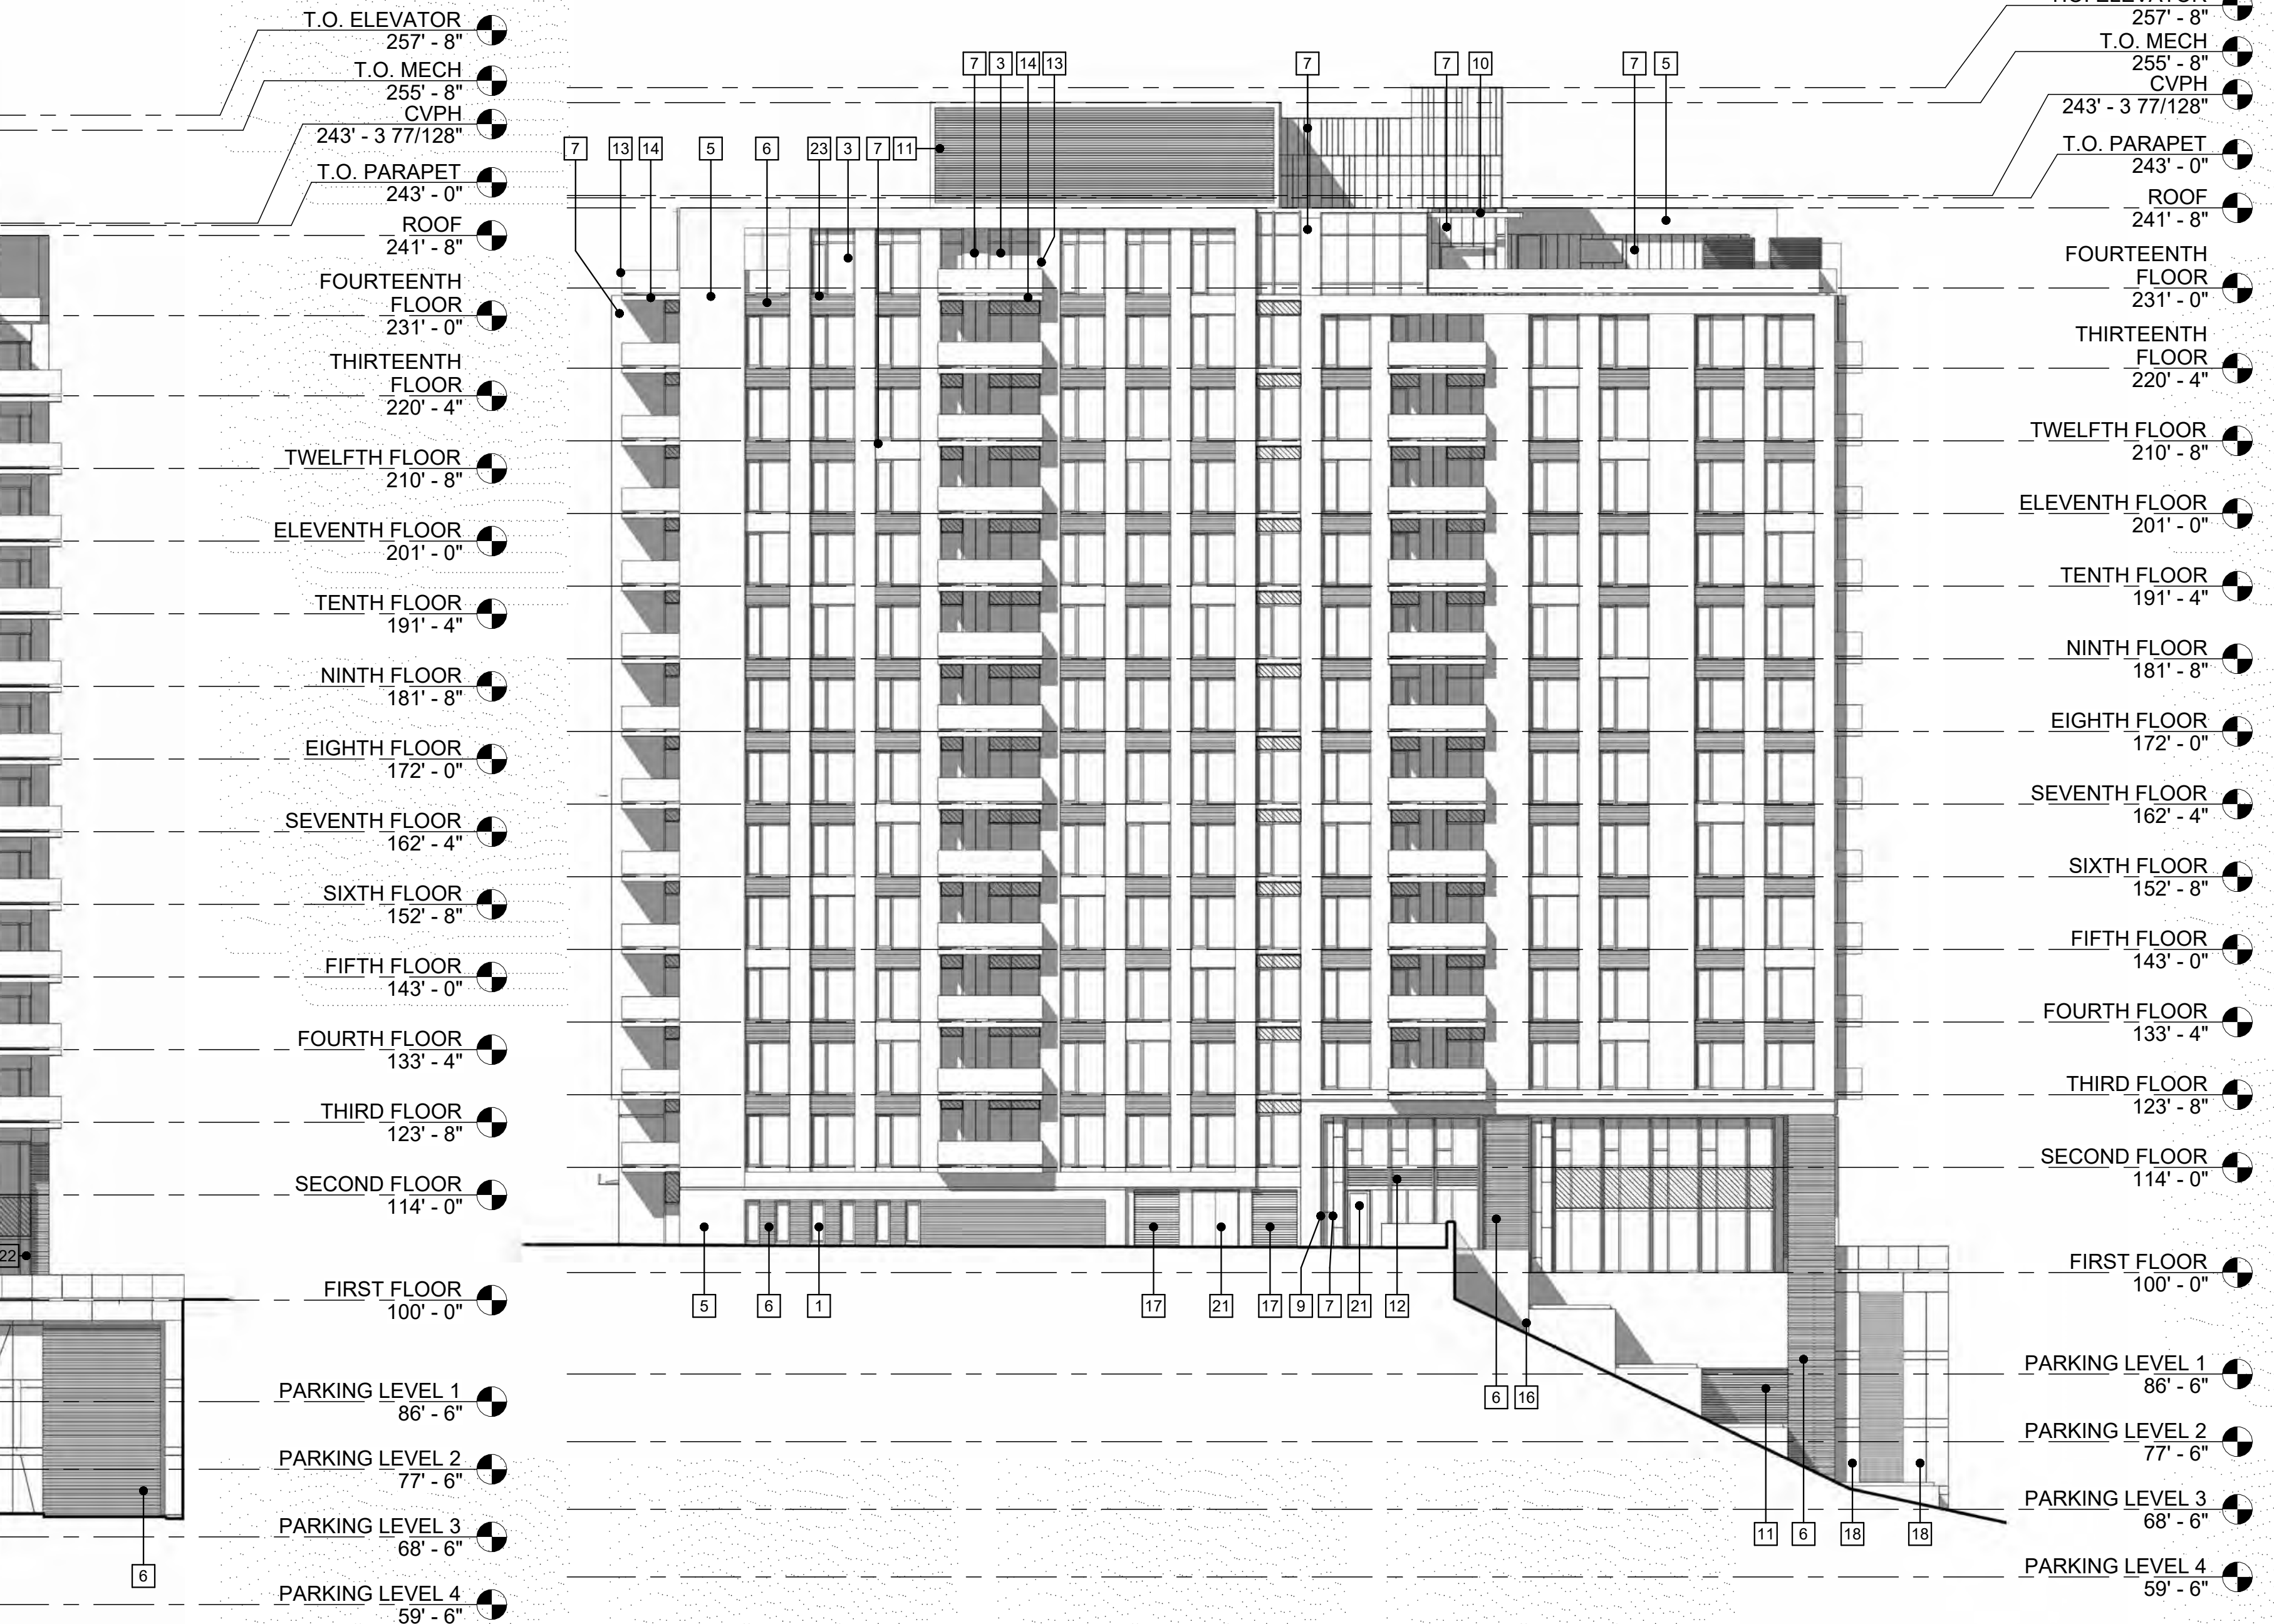 T.O. ELEVATOR
257' - 8"
T.O. MECH
255' - 8"
CVPH
243' - 3 77/128"
T.O. PARAPET
243' - 0"
ROOF
241' - 8"
FOURTEENTH
FLOOR
231' - 0"
THIRTEENTH
FLOOR
220' - 4"
TWELFTH FLOOR
210' - 8"
ELEVENTH FLOOR
201' - 0"
TENTH FLOOR
191' - 4"
NINTH FLOOR
181' - 8"
EIGHTH FLOOR
172' - 0"
SEVENTH FLOOR
162' - 4"
SIXTH FLOOR
152' - 8"
FIFTH FLOOR
143' - 0"
FOURTH FLOOR
133' - 4"
THIRD FLOOR
123' - 8"
SECOND FLOOR
114' - 0"
22
FIRST FLOOR
100' - 0"
PARKING LEVEL 1
86' - 6"
PARKING LEVEL 2
77' - 6"
PARKING LEVEL 3
68' - 6"
6
PARKING LEVEL 4
59' - 6"
7 3 14 13 7 7 10 7 5
7 13 14 5 6 23 3 7 11
5 6 1 17 21 17 9 7 21 12
6 16
11 6 18 18
257' - 8"
T.O. MECH
255' - 8"
CVPH
243' - 3 77/128"
T.O. PARAPET
243' - 0"
ROOF
241' - 8"
FOURTEENTH
FLOOR
231' - 0"
THIRTEENTH
FLOOR
220' - 4"
TWELFTH FLOOR
210' - 8"
ELEVENTH FLOOR
201' - 0"
TENTH FLOOR
191' - 4"
NINTH FLOOR
181' - 8"
EIGHTH FLOOR
172' - 0"
SEVENTH FLOOR
162' - 4"
SIXTH FLOOR
152' - 8"
FIFTH FLOOR
143' - 0"
FOURTH FLOOR
133' - 4"
THIRD FLOOR
123' - 8"
SECOND FLOOR
114' - 0"
FIRST FLOOR
100' - 0"
PARKING LEVEL 1
86' - 6"
PARKING LEVEL 2
77' - 6"
PARKING LEVEL 3
68' - 6"
PARKING LEVEL 4
59' - 6"